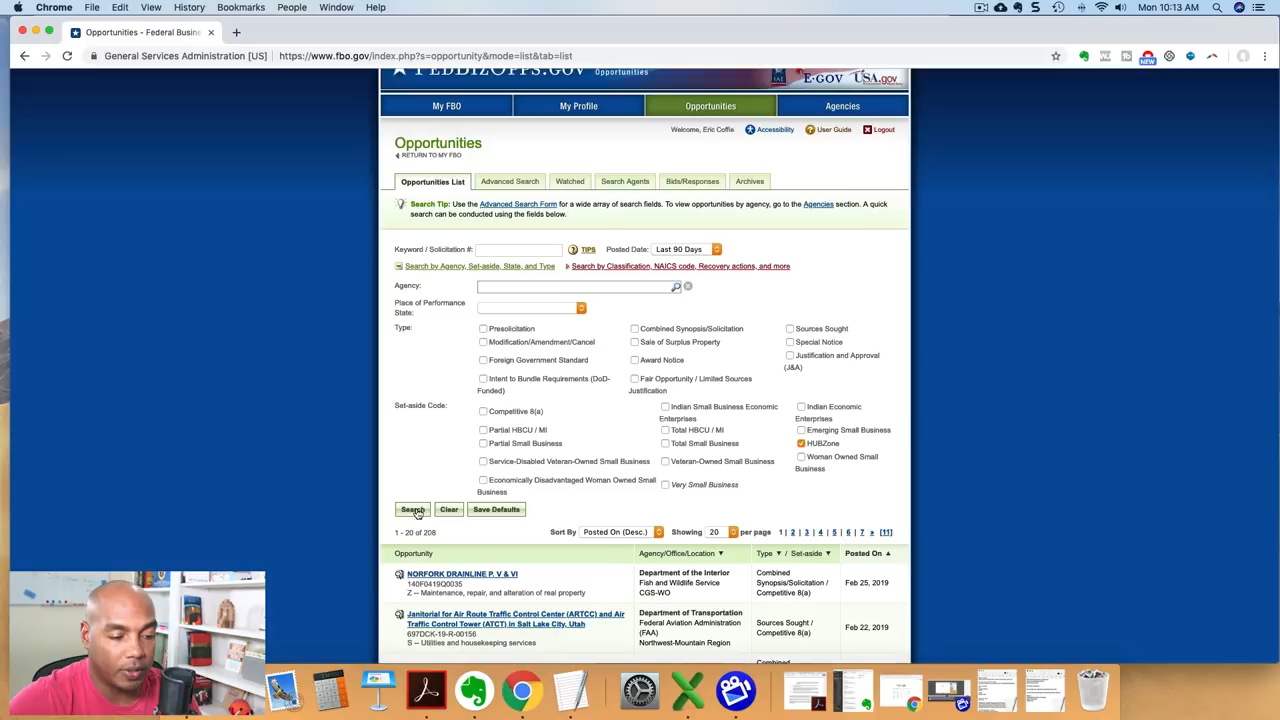 Chrome File Edit View History Bookmarks People Window Help
Mon 10:13 AM
Opportunities - Federal Busin
General Services Administration [US] | https://www.fbo.gov/index.php?s=opportunity&mode=list&tab=list
NEW
FEDBIZOPPS.GOV Opportunities
E-GOV USA.gov
My FBO My Profile Opportunities Agencies
Welcome, Eric Coffie Accessibility User Guide Logout
Opportunities
RETURN TO MY FBO
Opportunities List Advanced Search Watched Search Agents Bids/Responses Archives
Search Tip: Use the Advanced Search Form for a wide array of search fields. To view opportunities by agency, go to the Agencies section. A quick
search can be conducted using the fields below.
Keyword / Solicitation #: TIPS Posted Date: Last 90 Days
Search by Agency, Set-aside, State, and Type Search by Classification, NAICS code, Recovery actions, and more
Agency:
Place of Performance
State:
Type: Presolicitation Combined Synopsis/Solicitation Sources Sought
Modification/Amendment/Cancel Sale of Surplus Property Special Notice
Foreign Government Standard Award Notice Justification and Approval
(J&A)
Intent to Bundle Requirements (DoD-
Funded) Fair Opportunity / Limited Sources
Justification
Set-aside Code: Competitive 8(a) Indian Small Business Economic
Enterprises Indian Economic
Enterprises
Partial HBCU / MI Total HBCU / MI Emerging Small Business
Partial Small Business Total Small Business HUBZone
Service-Disabled Veteran-Owned Small Business Veteran-Owned Small Business Woman Owned Small
Business
Economically Disadvantaged Woman Owned Small
Business Very Small Business
Search Clear Save Defaults
1 - 20 of 208 Sort By Posted On (Desc.) Showing 20 per page 1 | 2 | 3 | 4 | 5 | 6 | 7 » [11]
Opportunity Agency/Office/Location Type / Set-aside Posted On
NORFORK DRAINLINE P. V & VI
140F0419Q0035
Z -- Maintenance, repair, and alteration of real property
Department of the Interior
Fish and Wildlife Service
CGS-WO
Combined
Synopsis/Solicitation /
Competitive 8(a)
Feb 25, 2019
Janitorial for Air Route Traffic Control Center (ARTCC) and Air
Traffic Control Tower (ATCT) in Salt Lake City, Utah
697DCK-19-R-00156
S -- Utilities and housekeeping services
Department of Transportation
Federal Aviation Administration
(FAA)
Northwest-Mountain Region
Sources Sought /
Competitive 8(a)
Feb 22, 2019
Combined